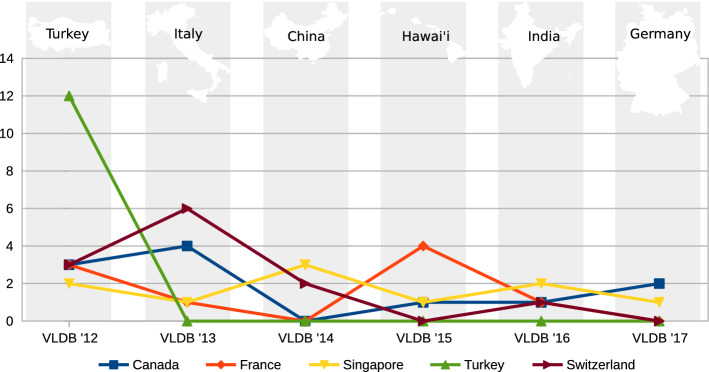 Turkey Italy China Hawai'i India Germany
14
12
10
8
6
4
2
0
VLDB '12 VLDB '13 VLDB '14 VLDB '15 VLDB '16 VLDB '17
Canada France Singapore Turkey Switzerland